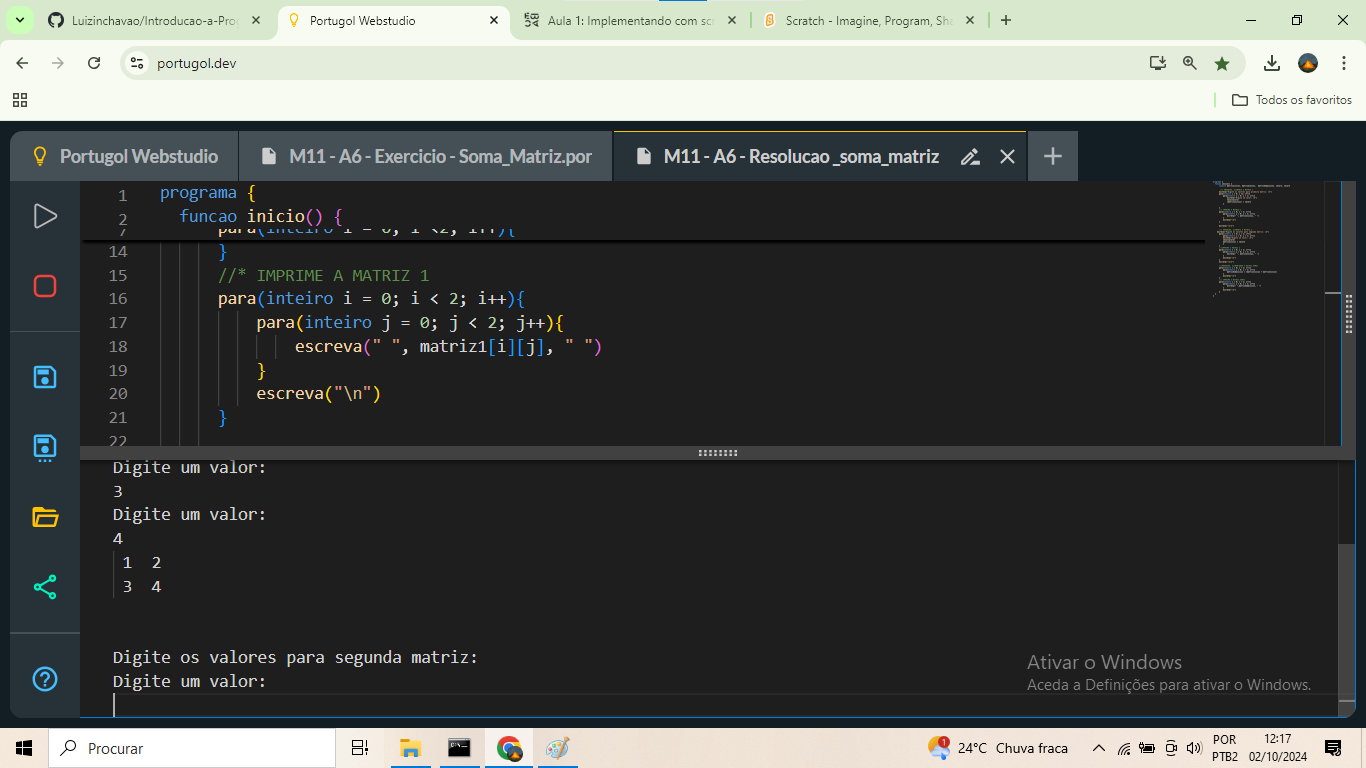 Luizinchavao/Introducao-a-Pro
Portugol Webstudio
Aula 1: Implementando com scr
Scratch - Imagine, Program, Sha
portugol.dev
Todos os favoritos
Portugol Webstudio
M11 - A6 - Exercicio - Soma_Matriz.por
M11 - A6 - Resolucao _soma_matriz
1 programa {
2 funcao inicio() {
7 para(inteiro i = 0; i <2; i++){
14 }
15 //* IMPRIME A MATRIZ 1
16 para(inteiro i = 0; i < 2; i++){
17 para(inteiro j = 0; j < 2; j++){
18 escreva(" ", matriz1[i][j], " ")
19 }
20 escreva("\n")
21 }
22
Digite um valor:
3
Digite um valor:
4
1 2
3 4
Digite os valores para segunda matriz:
Digite um valor:
Ativar o Windows
Aceda a Definições para ativar o Windows.
Procurar
1
24°C Chuva fraca
POR
PTB2
12:17
02/10/2024